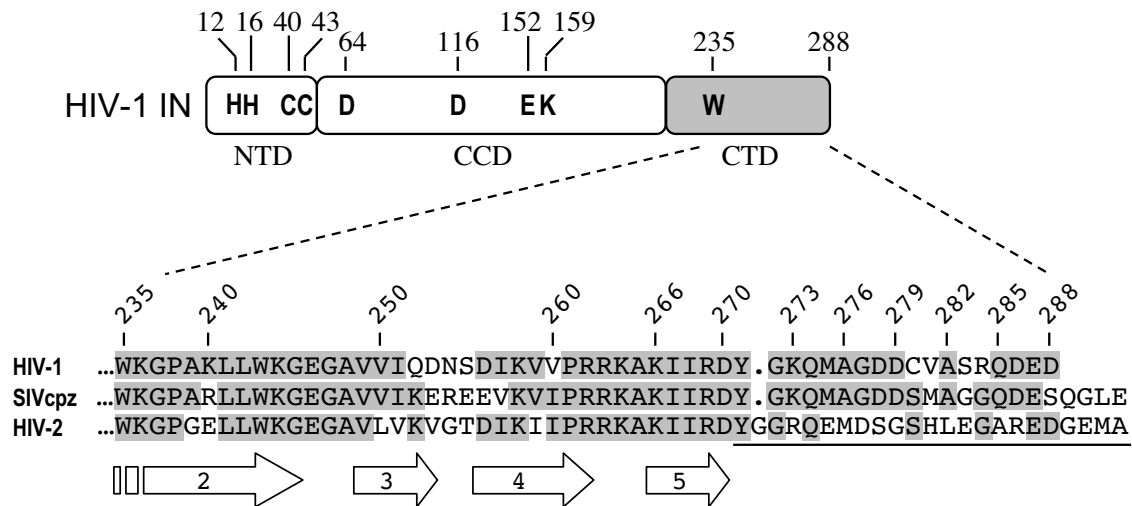 12 16 40 43 64 116 152 159 235 288
HIV-1 IN HH CC D D EK W
NTD CCD CTD
235 240 250 260 266 270 273 276 279 282 285 288
HIV-1 ...WKGPAKLLWKGEGAVVIQDNSDIKVVPRRKAKIIRDY.GKQMAGDDCVASRQDED
SIVcpz ...WKGPARLLWKGEGAVVIKEREEVKVIPRRKAKIIRDY.GKQMAGDDSMAGGQDESQGLE
HIV-2 ...WKGPGELLWKGEGAVLVKVGTDIKIIPRRKAKIIRDYGGRQEMDSGSHLEGAREDGEMA
2 3 4 5